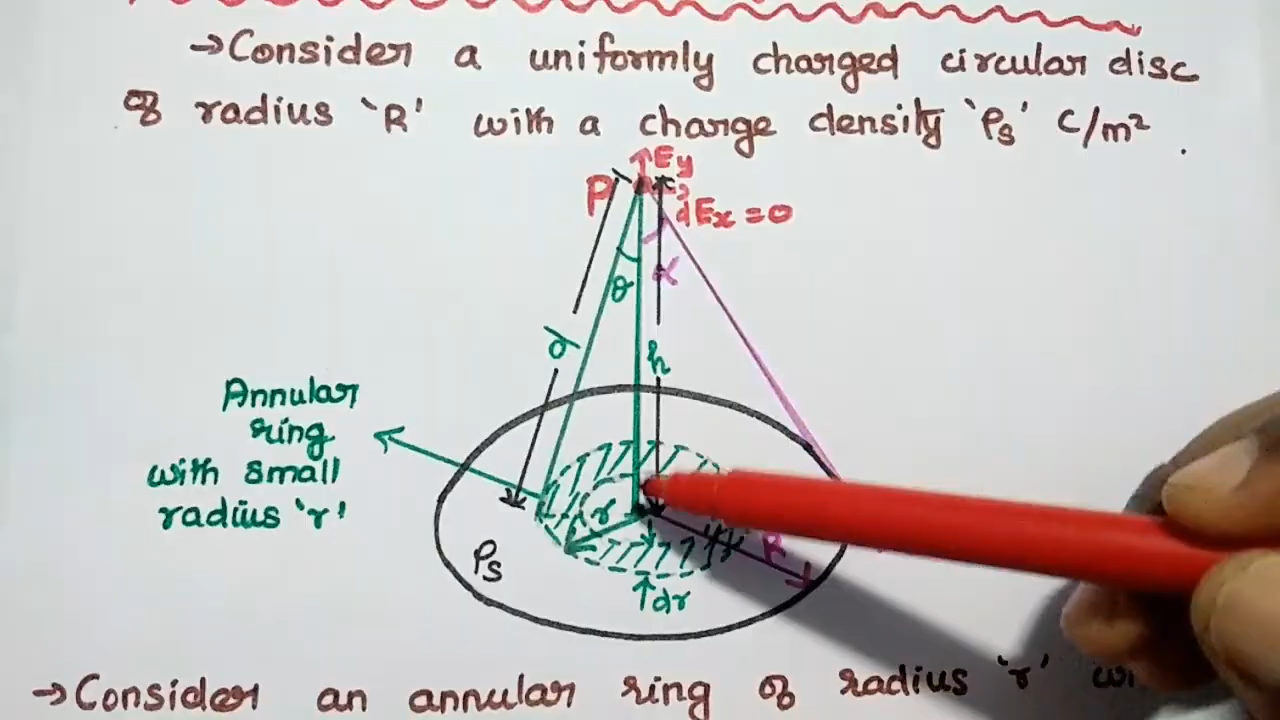 →Consider a uniformly charged circular disc
of radius 'R' with a charge density 'ρs' C/m².
Ey
P
dEx = 0
θ
α
d
h
Annular
ring
with small
radius 'r'
r
R
ρs
dr
→Consider an annular ring of radius 'r'